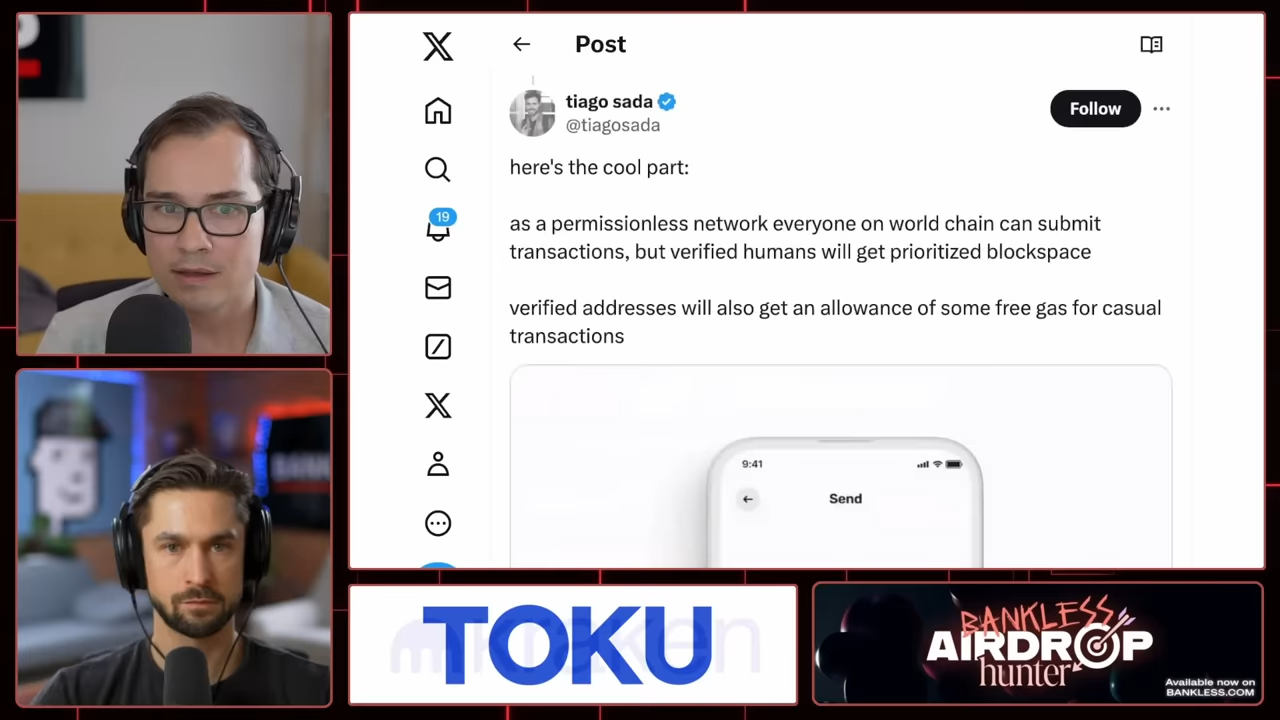 Post
tiago sada
@tiagosada
Follow
here's the cool part:
as a permissionless network everyone on world chain can submit
transactions, but verified humans will get prioritized blockspace
verified addresses will also get an allowance of some free gas for casual
transactions
19
9:41
Send
TOKU
kraken
BANKLESS
AIRDROP
hunter
Available now on
BANKLESS.COM